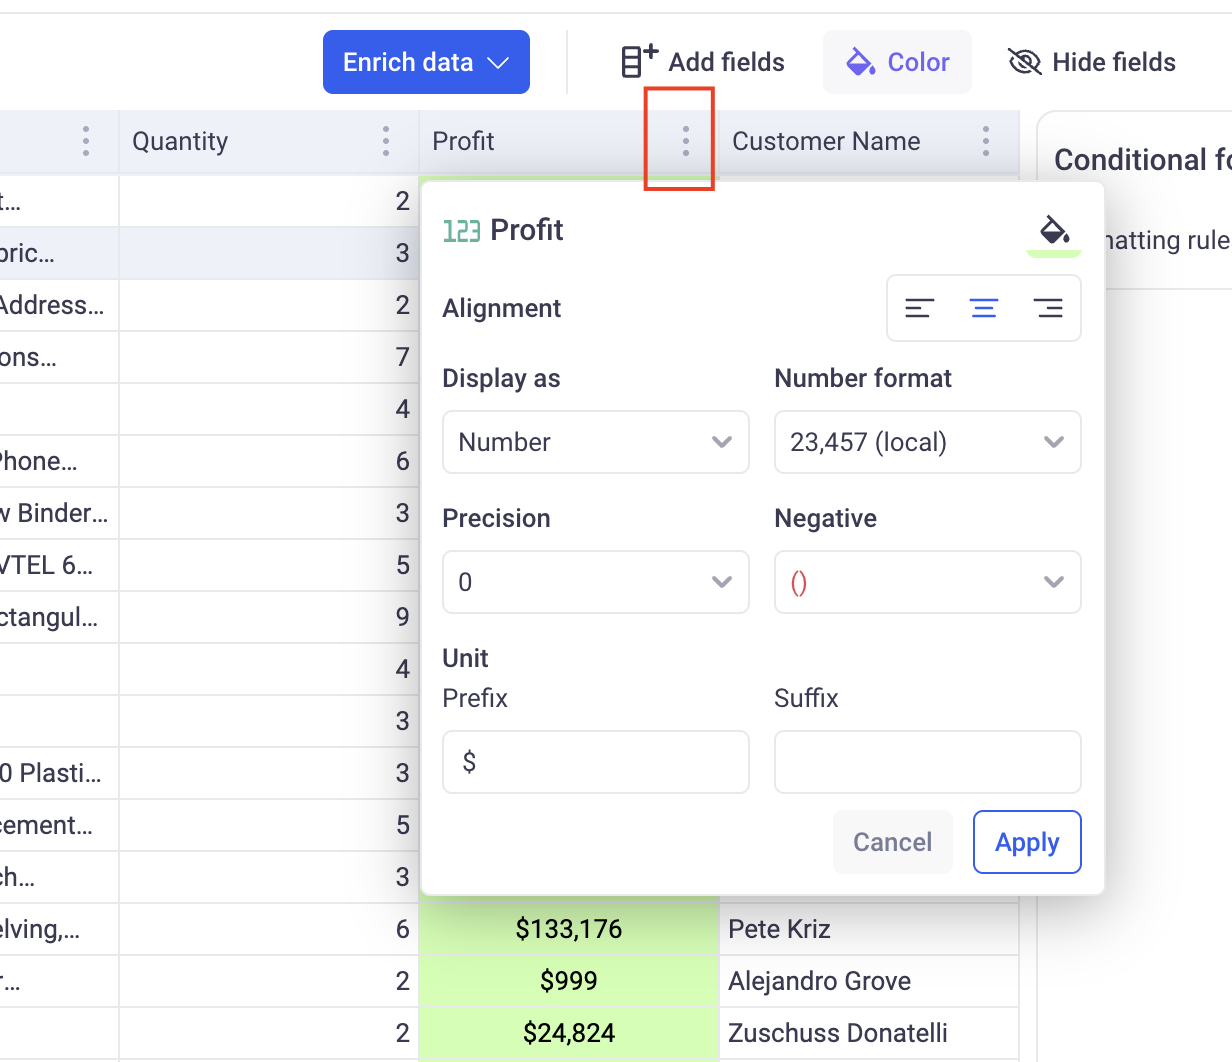 Enrich data
Add fields
Color
Hide fields
Quantity
Profit
Customer Name
Conditional fo
t...
2
123 Profit
matting rule
bric...
3
Address...
2
Alignment
ons...
7
Display as
Number format
4
Number
23,457 (local)
Phone...
6
w Binder...
3
Precision
Negative
VTEL 6...
5
0
()
ctangul...
9
4
Unit
Prefix
Suffix
3
0 Plasti...
3
$
cement...
5
Cancel
Apply
ch...
3
elving,...
6
$133,176
Pete Kriz
r...
2
$999
Alejandro Grove
2
$24,824
Zuschuss Donatelli